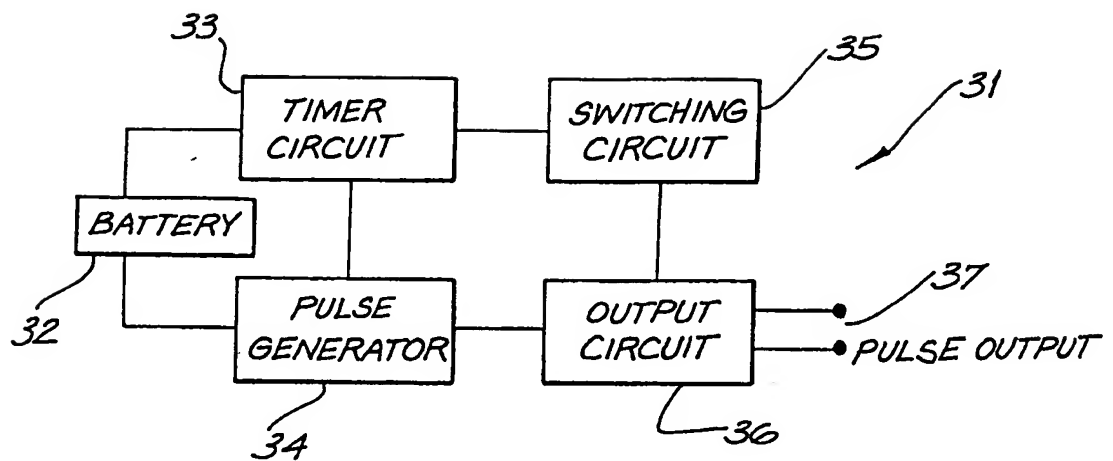 33
35
31
TIMER
CIRCUIT
SWITCHING
CIRCUIT
BATTERY
32
PULSE
GENERATOR
OUTPUT
CIRCUIT
37
PULSE OUTPUT
34
36